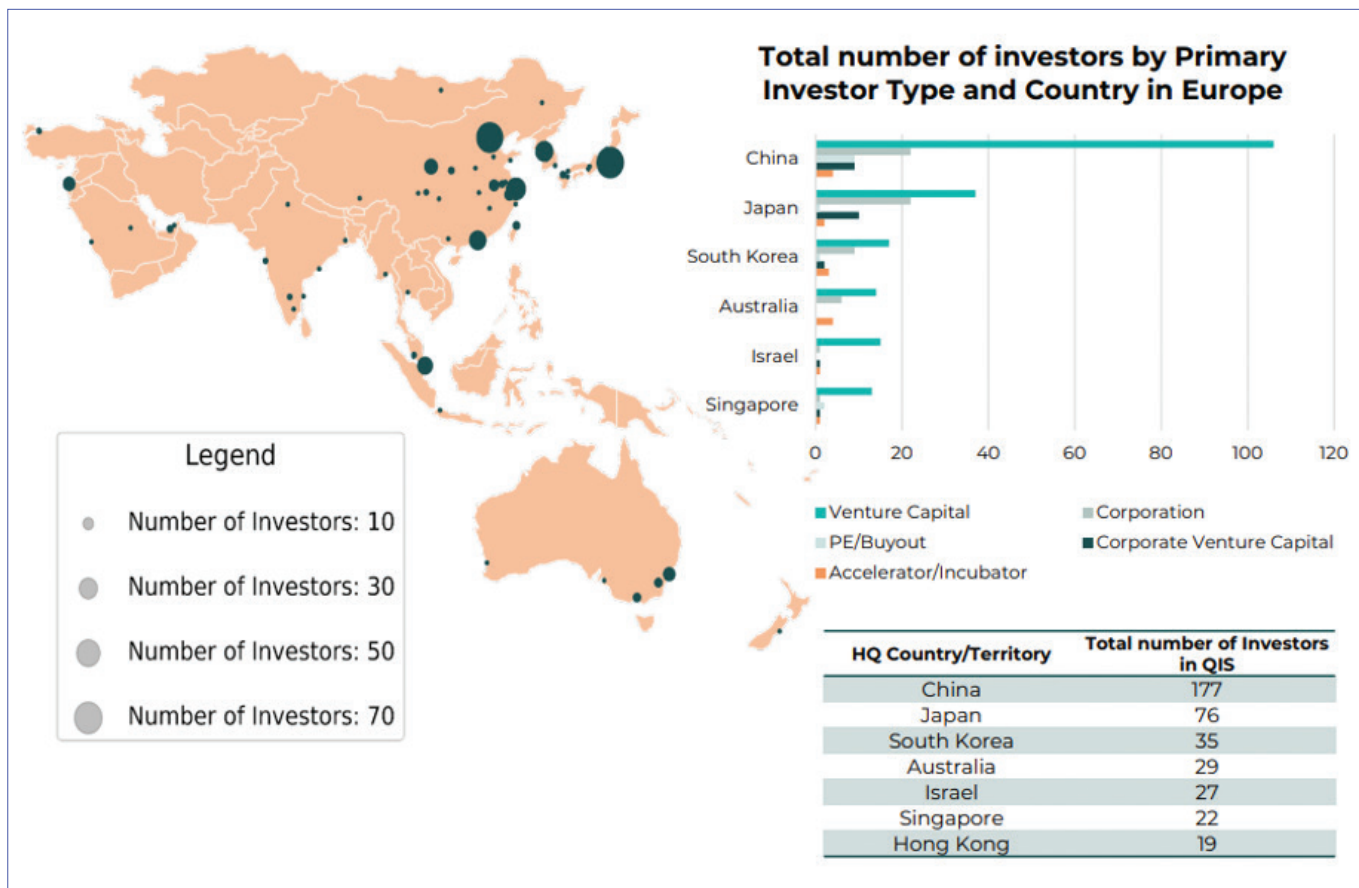 Total number of investors by Primary
Investor Type and Country in Europe
China
Japan
South Korea
Australia
Israel
Singapore
0 20 40 60 80 100 120
Venture Capital
Corporation
PE/Buyout
Corporate Venture Capital
Accelerator/Incubator
Legend
Number of Investors: 10
Number of Investors: 30
Number of Investors: 50
Number of Investors: 70
HQ Country/Territory
Total number of Investors
in QIS
China 177
Japan 76
South Korea 35
Australia 29
Israel 27
Singapore 22
Hong Kong 19